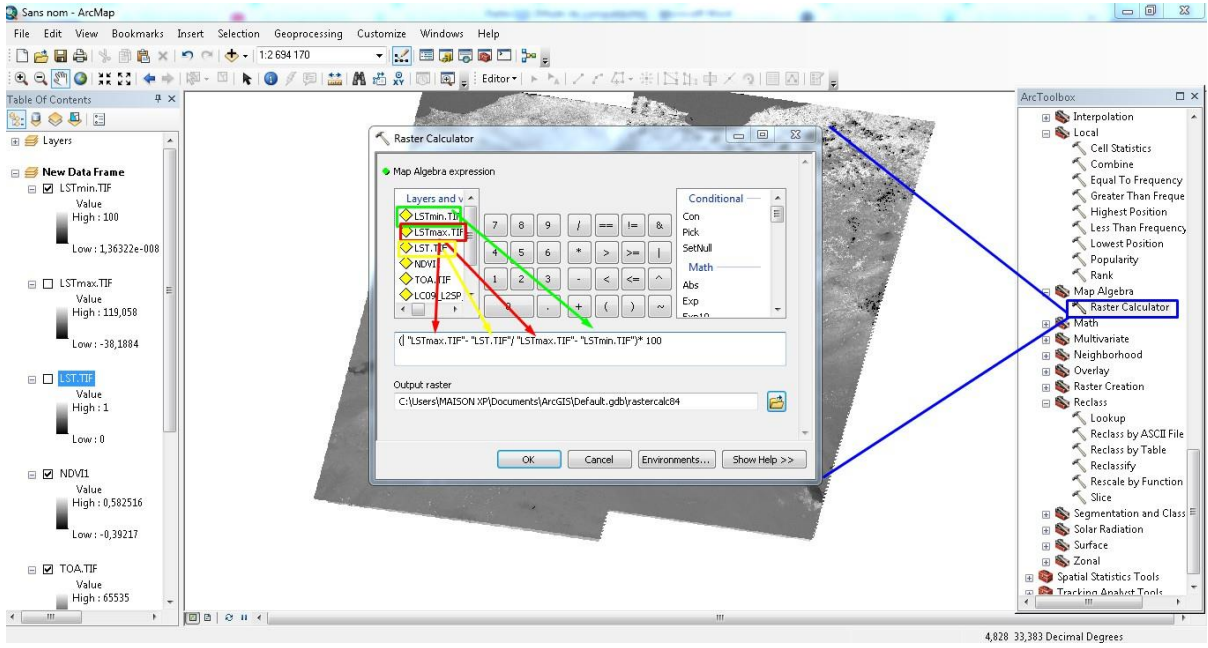 Sans nom - ArcMap
File Edit View Bookmarks Insert Selection Geoprocessing Customize Windows Help
1:2 694 170
Editor
Table Of Contents
Layers
New Data Frame
LSTmin.TIF
Value
High : 100
Low : 1,36322e-008
LSTmax.TIF
Value
High : 119,058
Low : -38,1884
LST.TIF
Value
High : 1
Low : 0
NDVI1
Value
High : 0,582516
Low : -0,39217
TOA.TIF
Value
High : 65535
Raster Calculator
Map Algebra expression
Layers and v
LSTmin.TIF
LSTmax.TIF
LST.TIF
NDVI
TOA.TIF
LC09_L2SP
7 8 9 / == != &
4 5 6 * > >= |
1 2 3 - < <= ^
0 . + ( ) ~
Conditional
Con
Pick
SetNull
Math
Abs
Exp
Exp10
( "LSTmax.TIF"- "LST.TIF"/ "LSTmax.TIF"- "LSTmin.TIF")* 100
Output raster
C:\Users\MAISON XP\Documents\ArcGIS\Default.gdb\rastercalc84
OK Cancel Environments... Show Help >>
ArcToolbox
Interpolation
Local
Cell Statistics
Combine
Equal To Frequency
Greater Than Freque
Highest Position
Less Than Frequency
Lowest Position
Popularity
Rank
Map Algebra
Raster Calculator
Math
Multivariate
Neighborhood
Overlay
Raster Creation
Reclass
Lookup
Reclass by ASCII File
Reclass by Table
Reclassify
Rescale by Function
Slice
Segmentation and Class
Solar Radiation
Surface
Zonal
Spatial Statistics Tools
Tracking Analyst Tools
4,828 33,383 Decimal Degrees